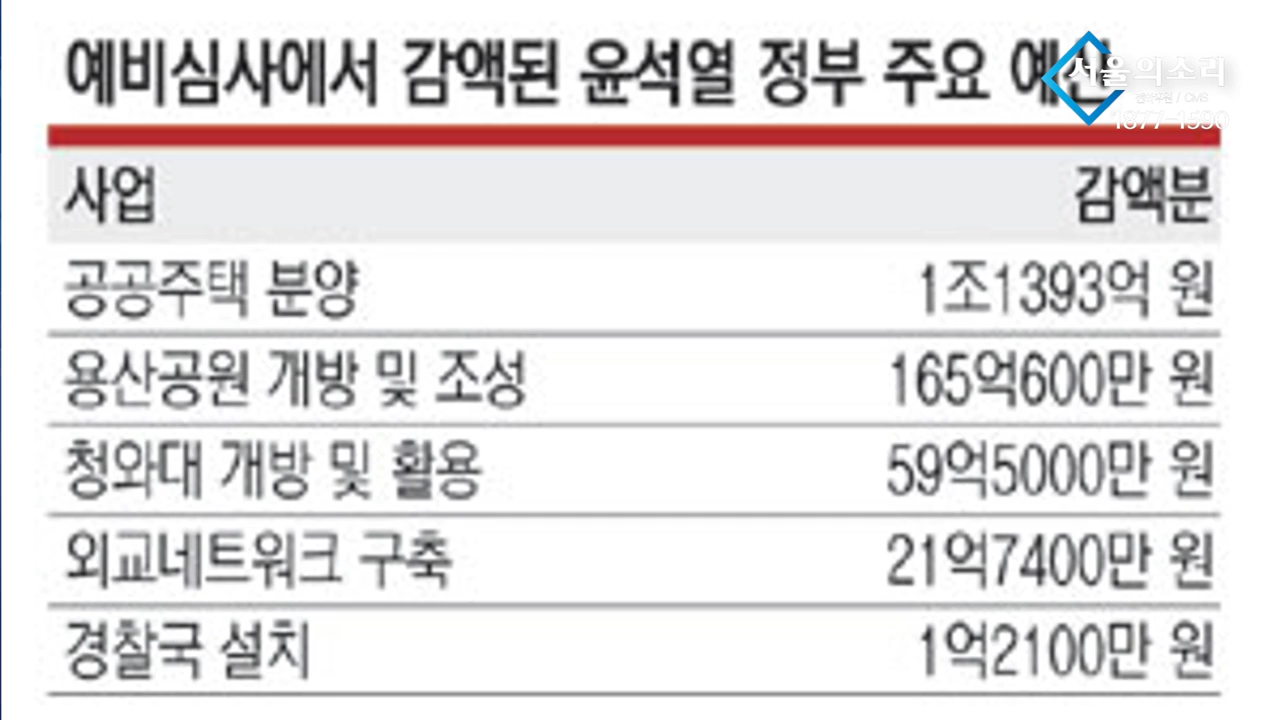 예비심사에서 감액된 윤석열 정부 주요 예산
서울의소리
1877-1590
사업 감액분
공공주택 분양 1조1393억 원
용산공원 개방 및 조성 165억600만 원
청와대 개방 및 활용 59억5000만 원
외교네트워크 구축 21억7400만 원
경찰국 설치 1억2100만 원